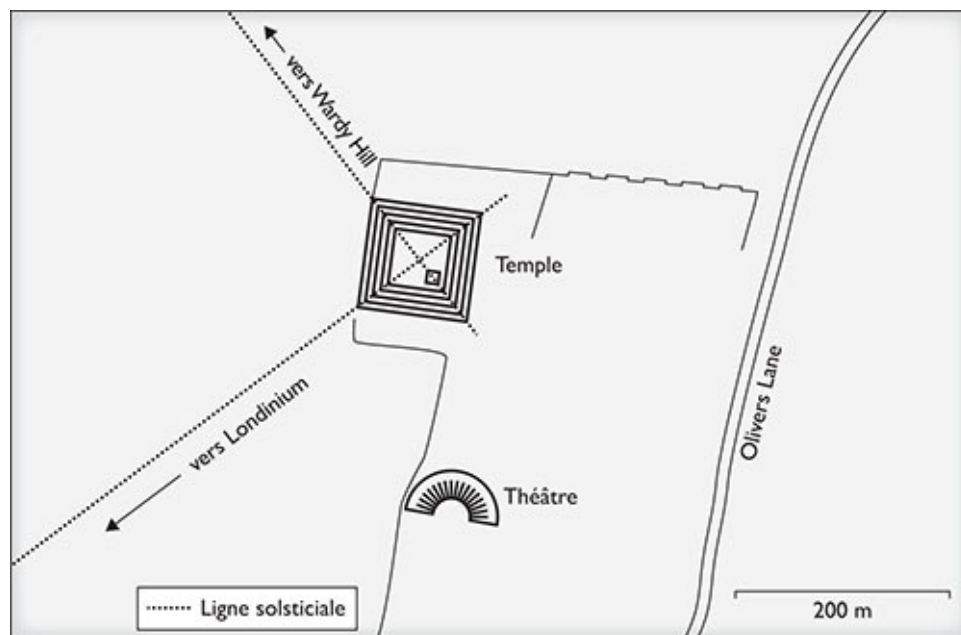 vers Wardy Hill
Temple
vers Londinium
Olivers Lane
Théâtre
Ligne solsticiale
200 m